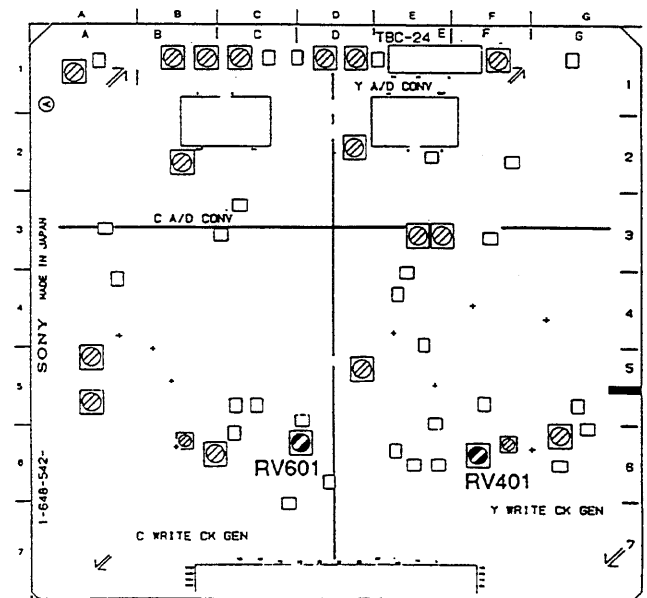 A B C D E F G
A B C D TBC-24 E F G
1 1
Y A/D CONV
A
2 2
C A/D CONV
3 3
SONY MADE IN JAPAN
4 4
5 5
6 RV601 RV401 6
1-648-542-
Y WRITE CK GEN
C WRITE CK GEN
7 7